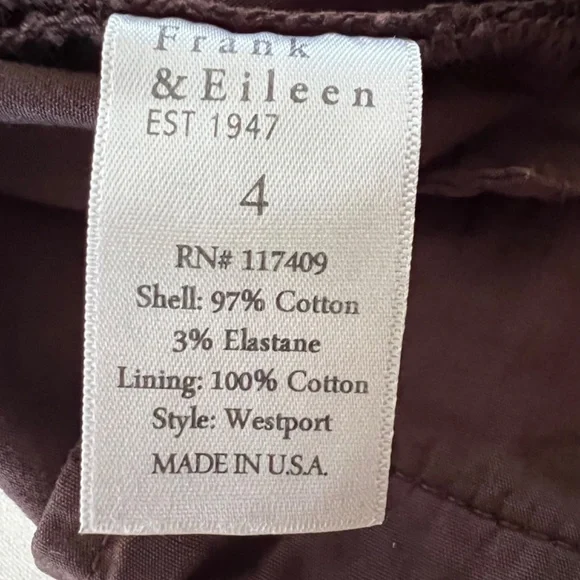 Frank
& Eileen
EST 1947
4
RN# 117409
Shell: 97% Cotton
3% Elastane
Lining: 100% Cotton
Style: Westport
MADE IN U.S.A.